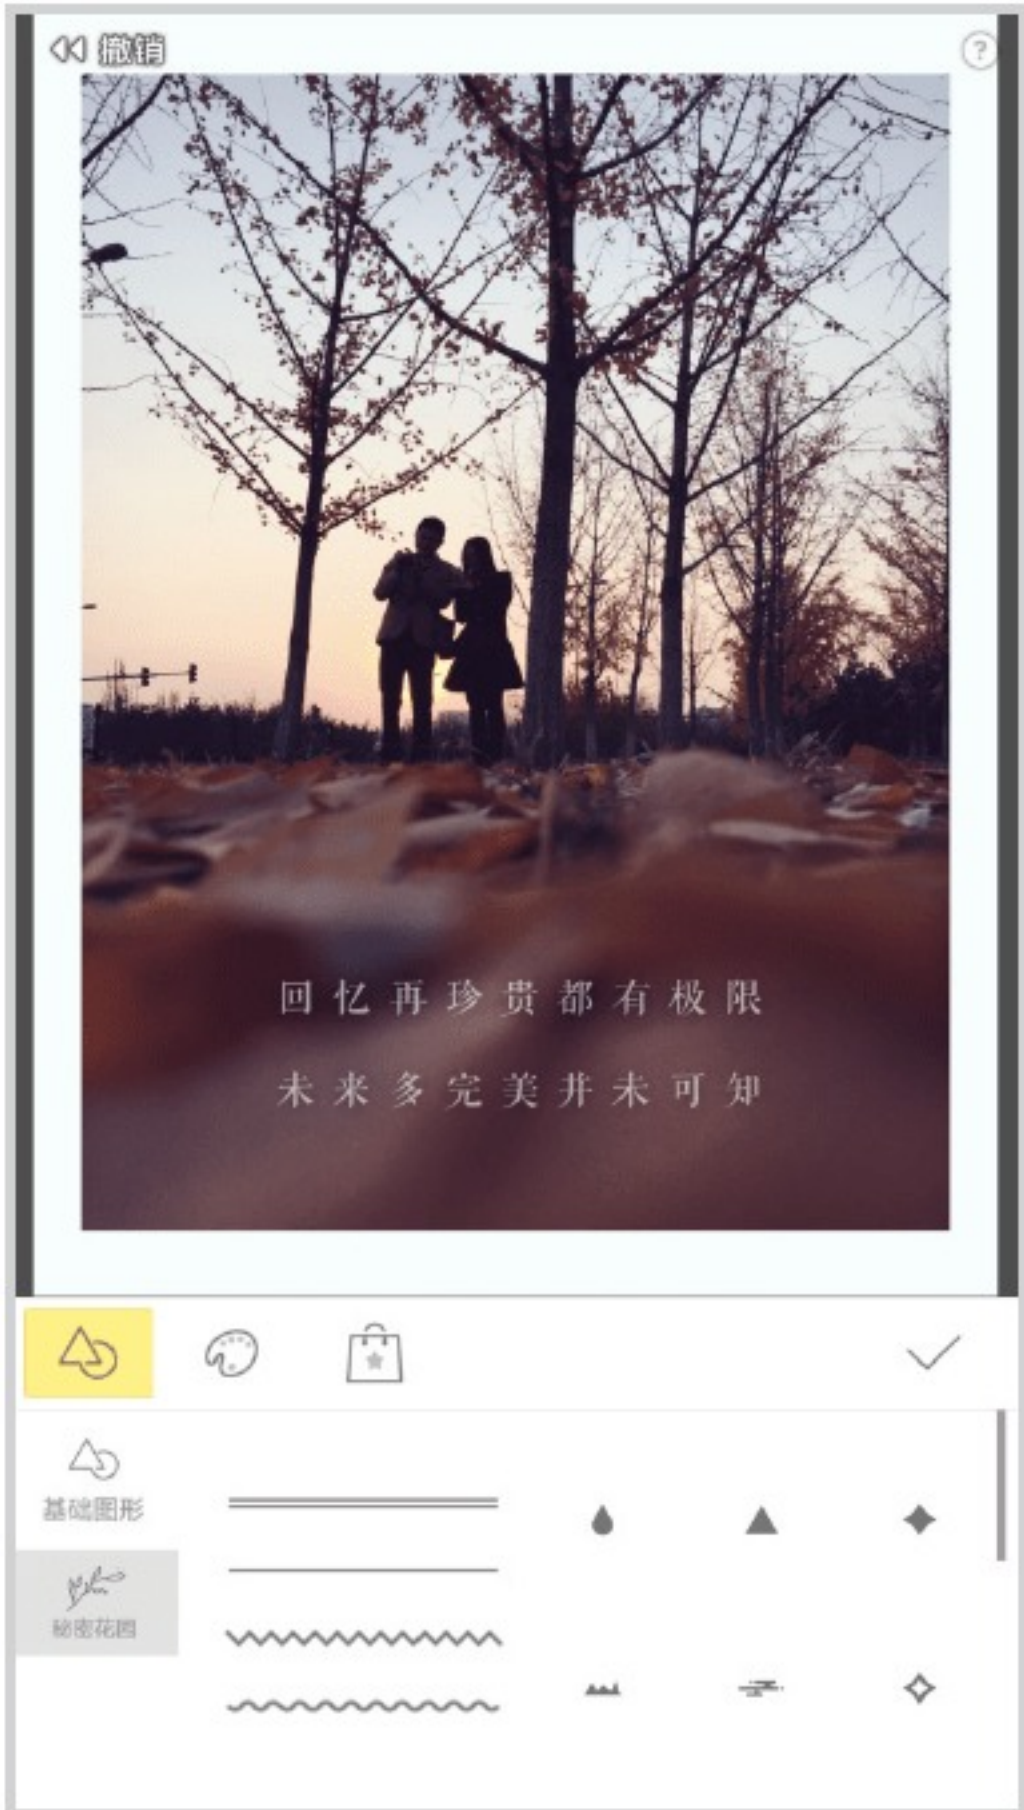 撤销
?
回忆再珍贵都有极限
未来多完美并未可知
基础图形
秘密花园